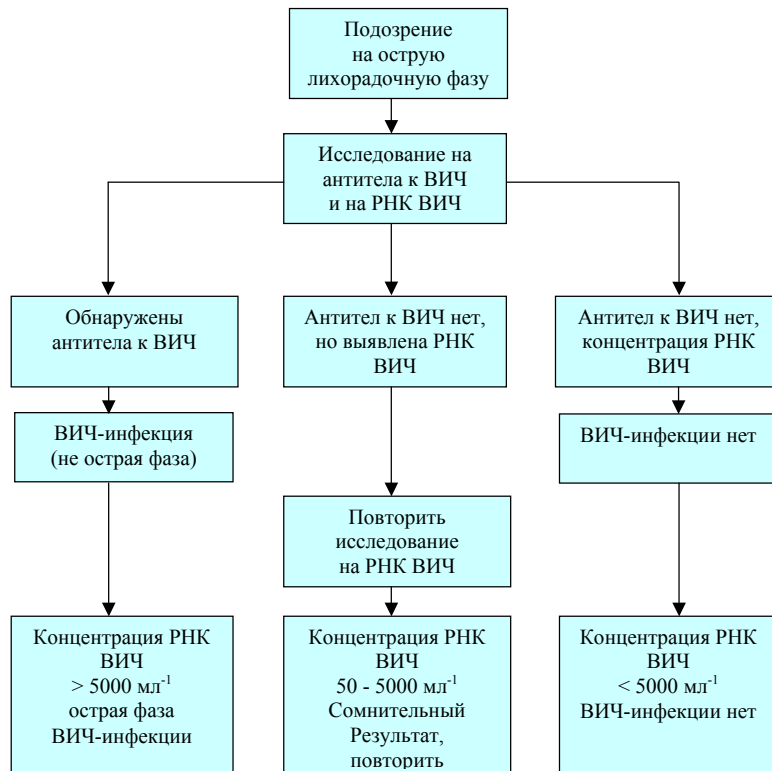 Подозрение
на острую
лихорадочную фазу
Исследование на
антитела к ВИЧ
и на РНК ВИЧ
Обнаружены
антитела к ВИЧ
Антител к ВИЧ нет,
но выявлена РНК
ВИЧ
Антител к ВИЧ нет,
концентрация РНК
ВИЧ
ВИЧ-инфекция
(не острая фаза)
ВИЧ-инфекции нет
Повторить
исследование
на РНК ВИЧ
Концентрация РНК
ВИЧ
> 5000 мл⁻¹
острая фаза
ВИЧ-инфекции
Концентрация РНК
ВИЧ
50 - 5000 мл⁻¹
Сомнительный
Результат,
повторить
Концентрация РНК
ВИЧ
< 5000 мл⁻¹
ВИЧ-инфекции нет